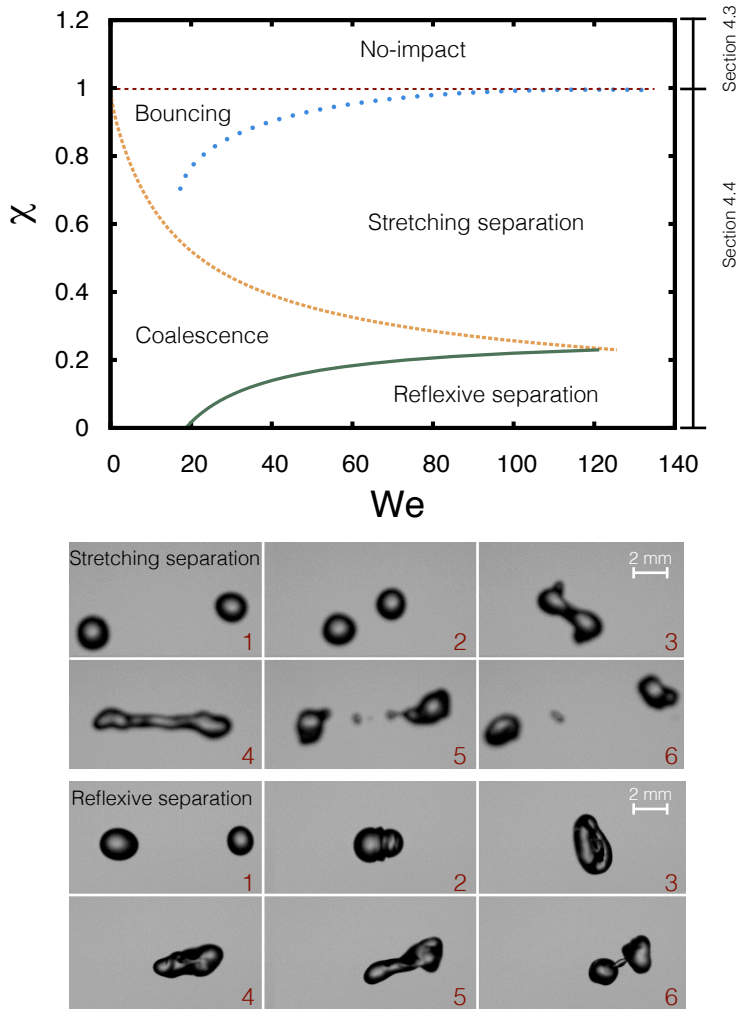 1.2
No-impact
Section 4.3
1
Bouncing
0.8
χ
0.6
Stretching separation
Section 4.4
0.4
Coalescence
0.2
Reflexive separation
0
0 20 40 60 80 100 120 140
We
Stretching separation
2 mm
1 2 3
4 5 6
Reflexive separation
2 mm
1 2 3
4 5 6